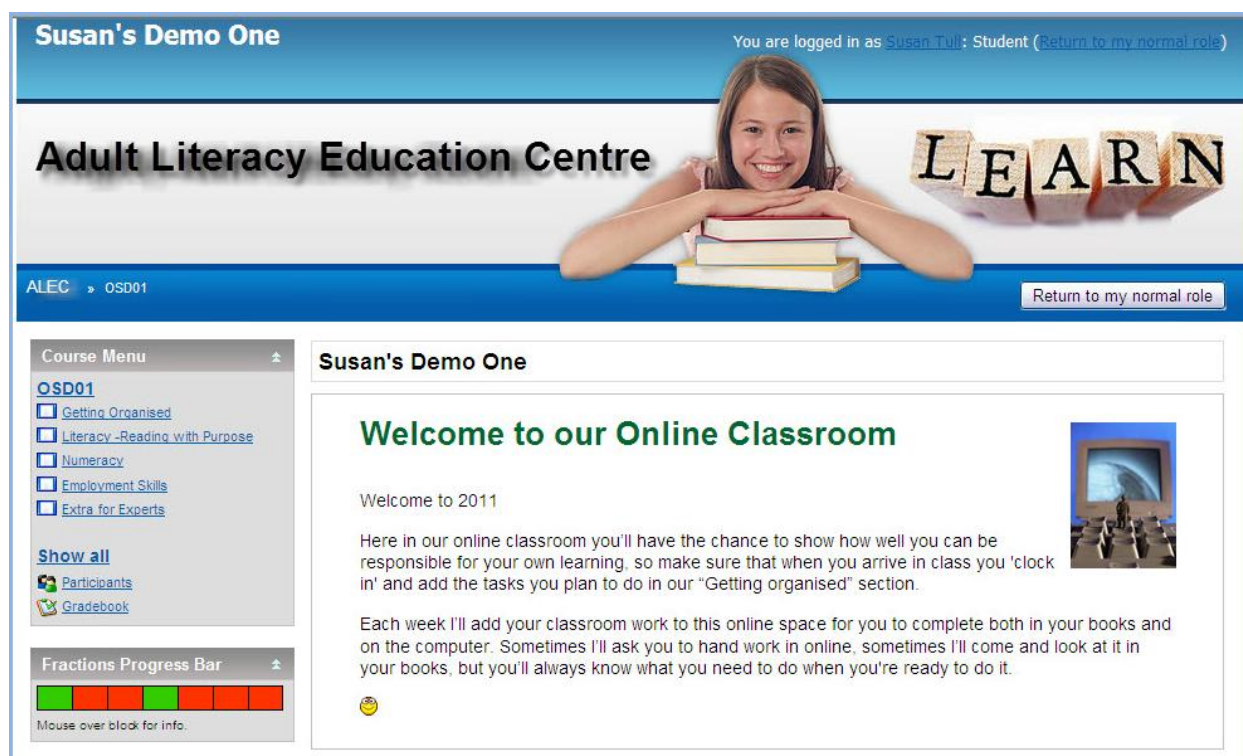 Susan's Demo One
You are logged in as Susan Tull: Student (Return to my normal role)
Adult Literacy Education Centre
LEARN
ALEC » OSD01
Return to my normal role
Course Menu
OSD01
Getting Organised
Literacy -Reading with Purpose
Numeracy
Employment Skills
Extra for Experts
Show all
Participants
Gradebook
Fractions Progress Bar
Mouse over block for info.
Susan's Demo One
Welcome to our Online Classroom
Welcome to 2011
Here in our online classroom you'll have the chance to show how well you can be
responsible for your own learning, so make sure that when you arrive in class you 'clock
in' and add the tasks you plan to do in our “Getting organised” section.
Each week I'll add your classroom work to this online space for you to complete both in your books and
on the computer. Sometimes I'll ask you to hand work in online, sometimes I'll come and look at it in
your books, but you'll always know what you need to do when you're ready to do it.